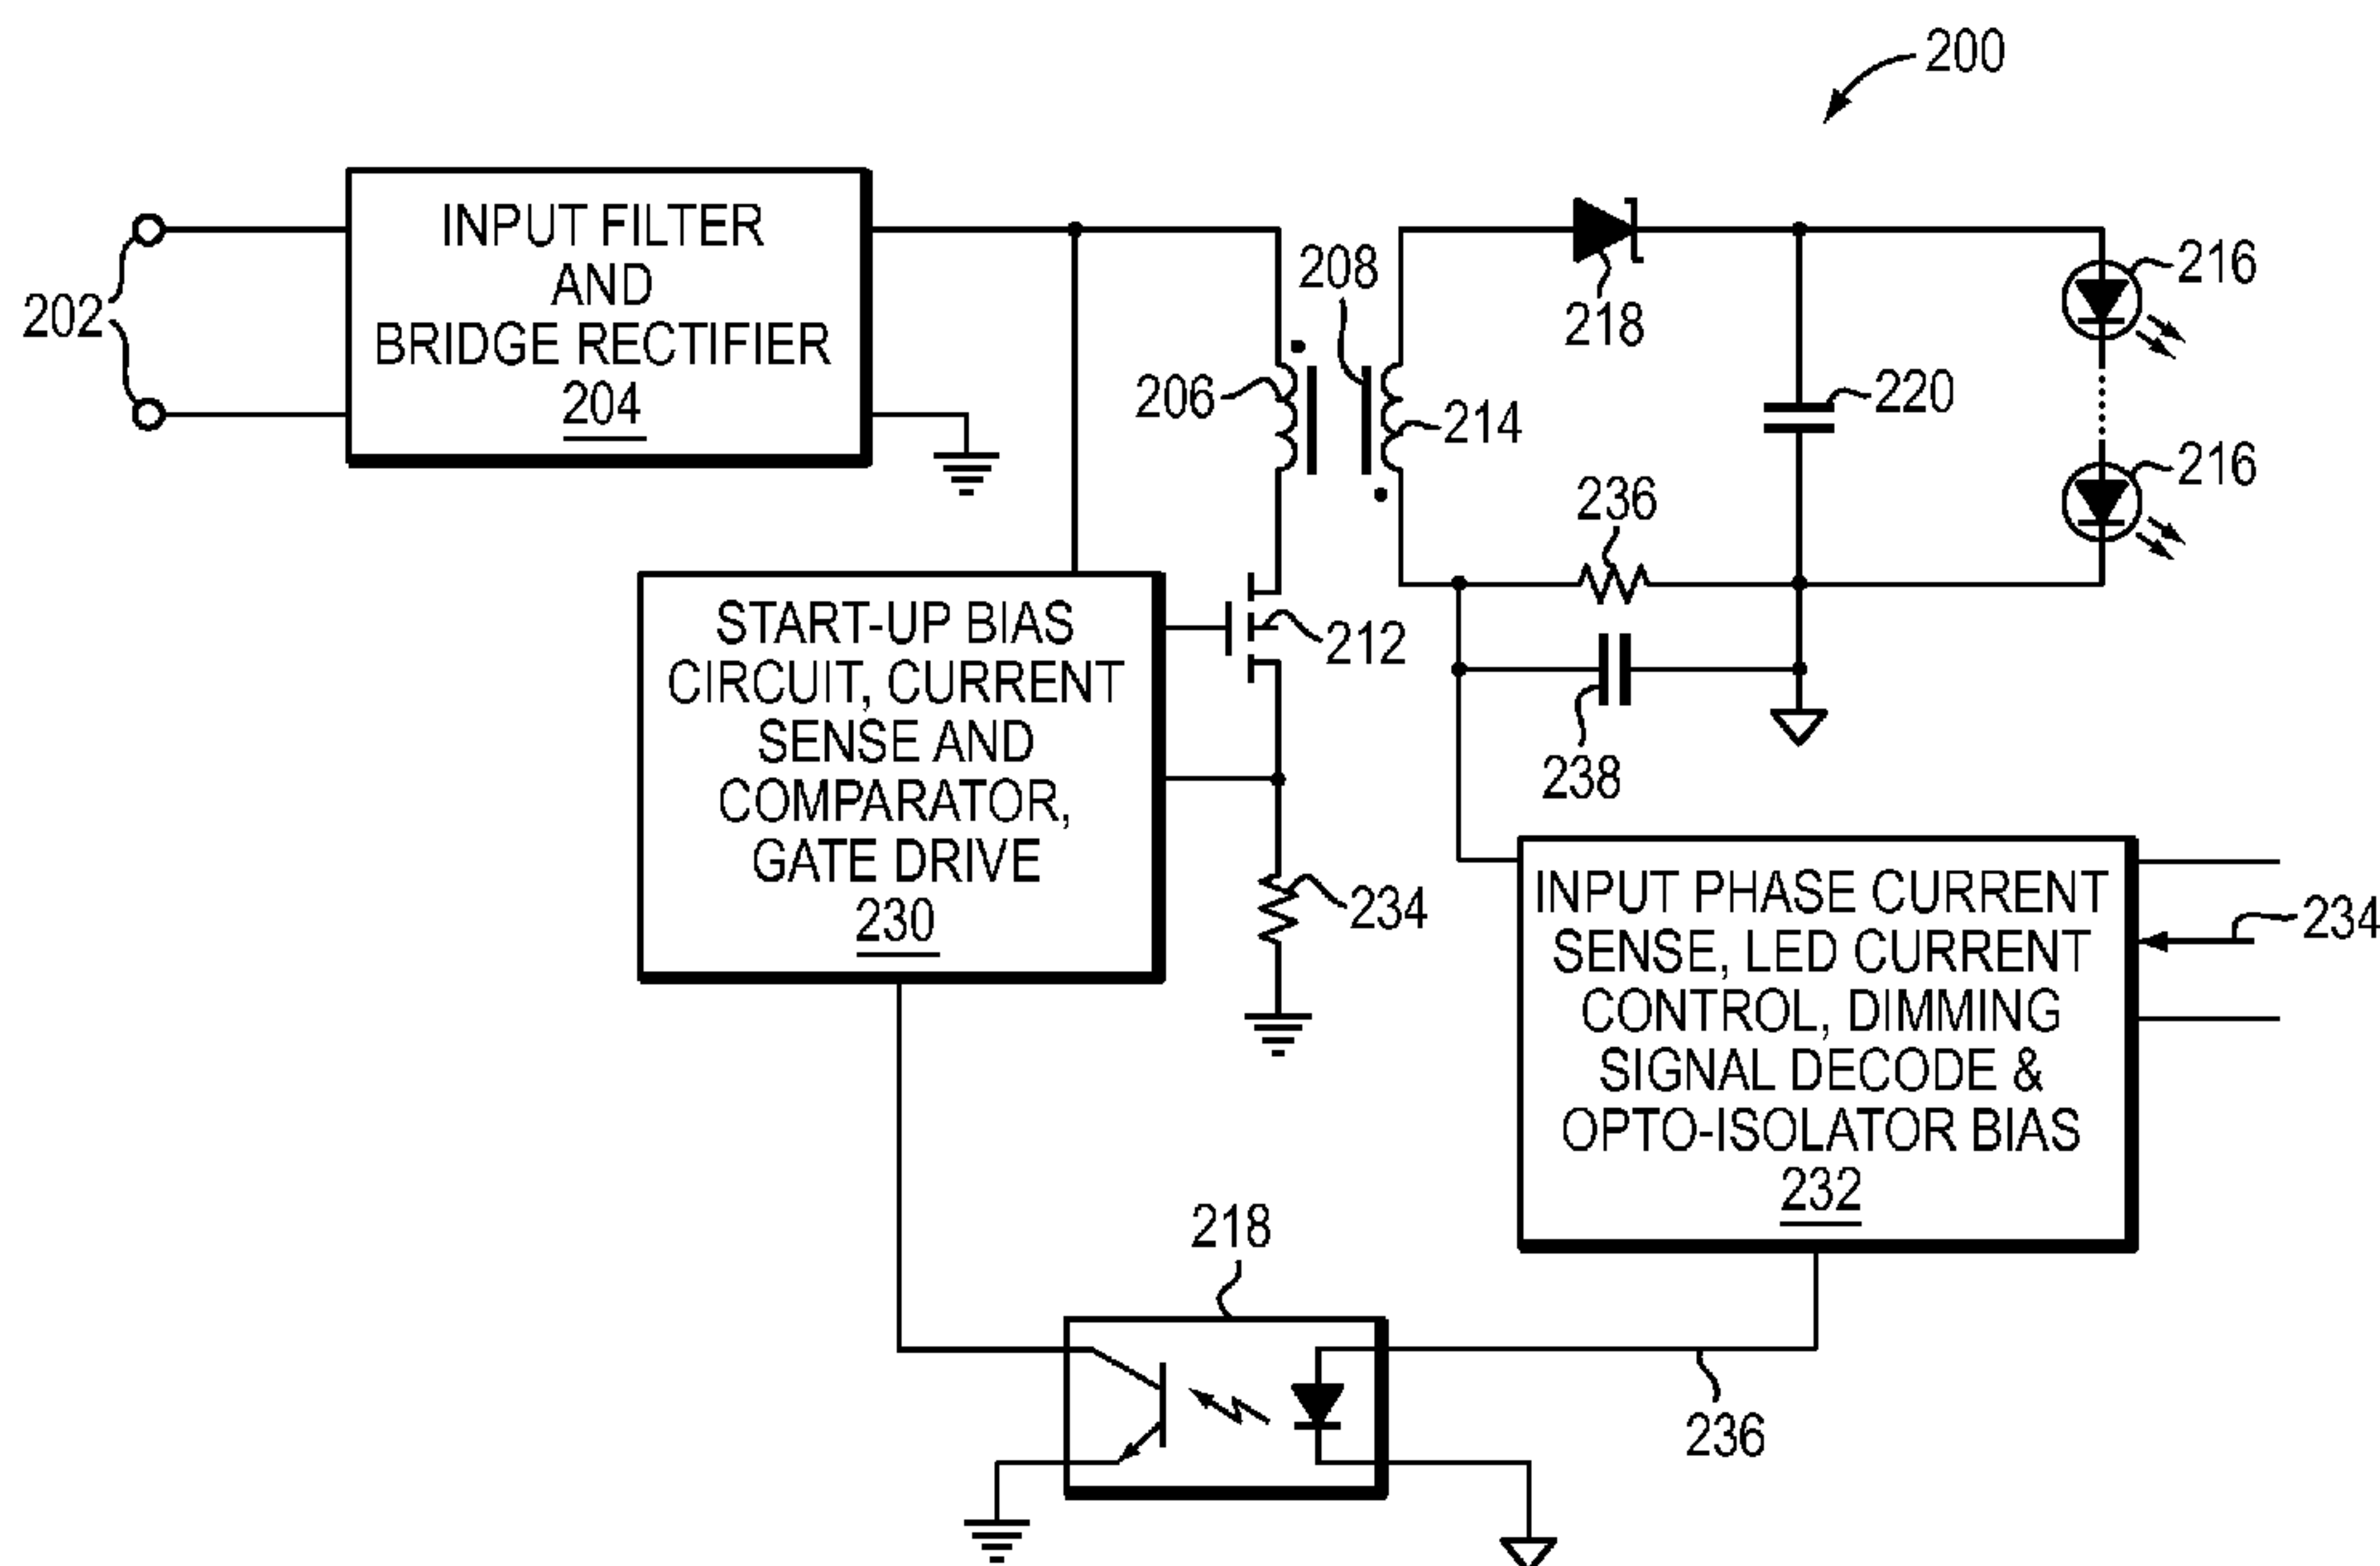 200
INPUT FILTER
AND
BRIDGE RECTIFIER
204
202
206
208
218
214
220
216
216
236
238
212
START-UP BIAS
CIRCUIT, CURRENT
SENSE AND
COMPARATOR,
GATE DRIVE
230
234
INPUT PHASE CURRENT
SENSE, LED CURRENT
CONTROL, DIMMING
SIGNAL DECODE &
OPTO-ISOLATOR BIAS
232
234
218
236